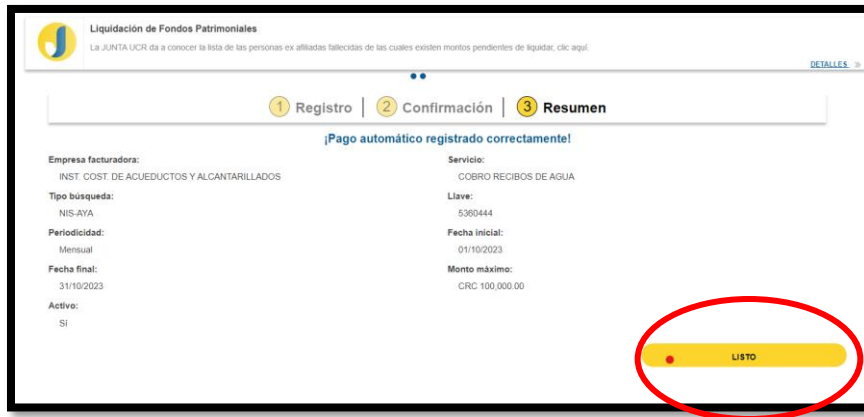 Liquidación de Fondos Patrimoniales
La JUNTA UCR da a conocer la lista de las personas ex afiliadas fallecidas de las cuales existen montos pendientes de liquidar, clic aquí.
DETALLES »
1 Registro | 2 Confirmación | 3 Resumen
¡Pago automático registrado correctamente!
Empresa facturadora: Servicio:
INST. COST. DE ACUEDUCTOS Y ALCANTARILLADOS COBRO RECIBOS DE AGUA
Tipo búsqueda: Llave:
NIS-AYA 5360444
Periodicidad: Fecha inicial:
Mensual 01/10/2023
Fecha final: Monto máximo:
31/10/2023 CRC 100,000.00
Activo:
Sí
LISTO